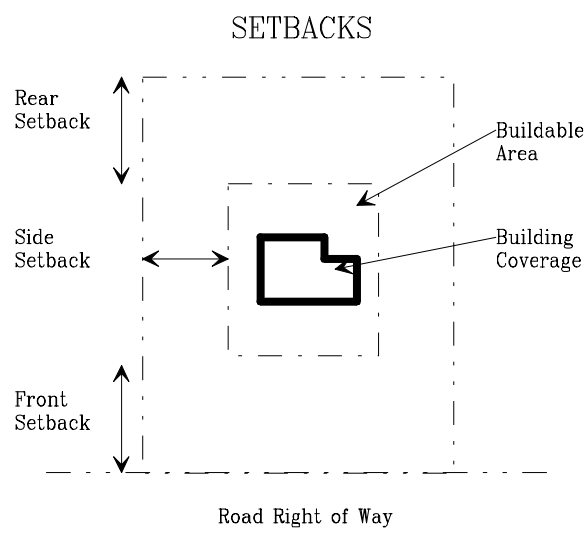 SETBACKS
Rear
Setback
Buildable
Area
Side
Setback
Building
Coverage
Front
Setback
Road Right of Way